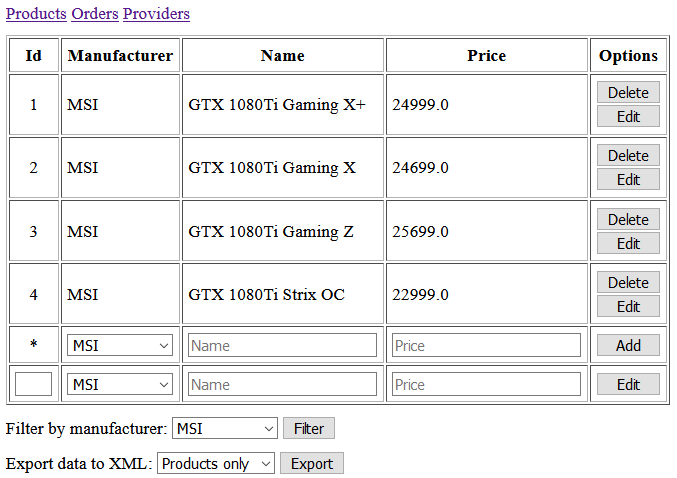 Products Orders Providers
Id Manufacturer Name Price Options
1 MSI GTX 1080Ti Gaming X+ 24999.0 Delete
Edit
2 MSI GTX 1080Ti Gaming X 24699.0 Delete
Edit
3 MSI GTX 1080Ti Gaming Z 25699.0 Delete
Edit
4 MSI GTX 1080Ti Strix OC 22999.0 Delete
Edit
* MSI Name Price Add
MSI Name Price Edit
Filter by manufacturer: MSI Filter
Export data to XML: Products only Export